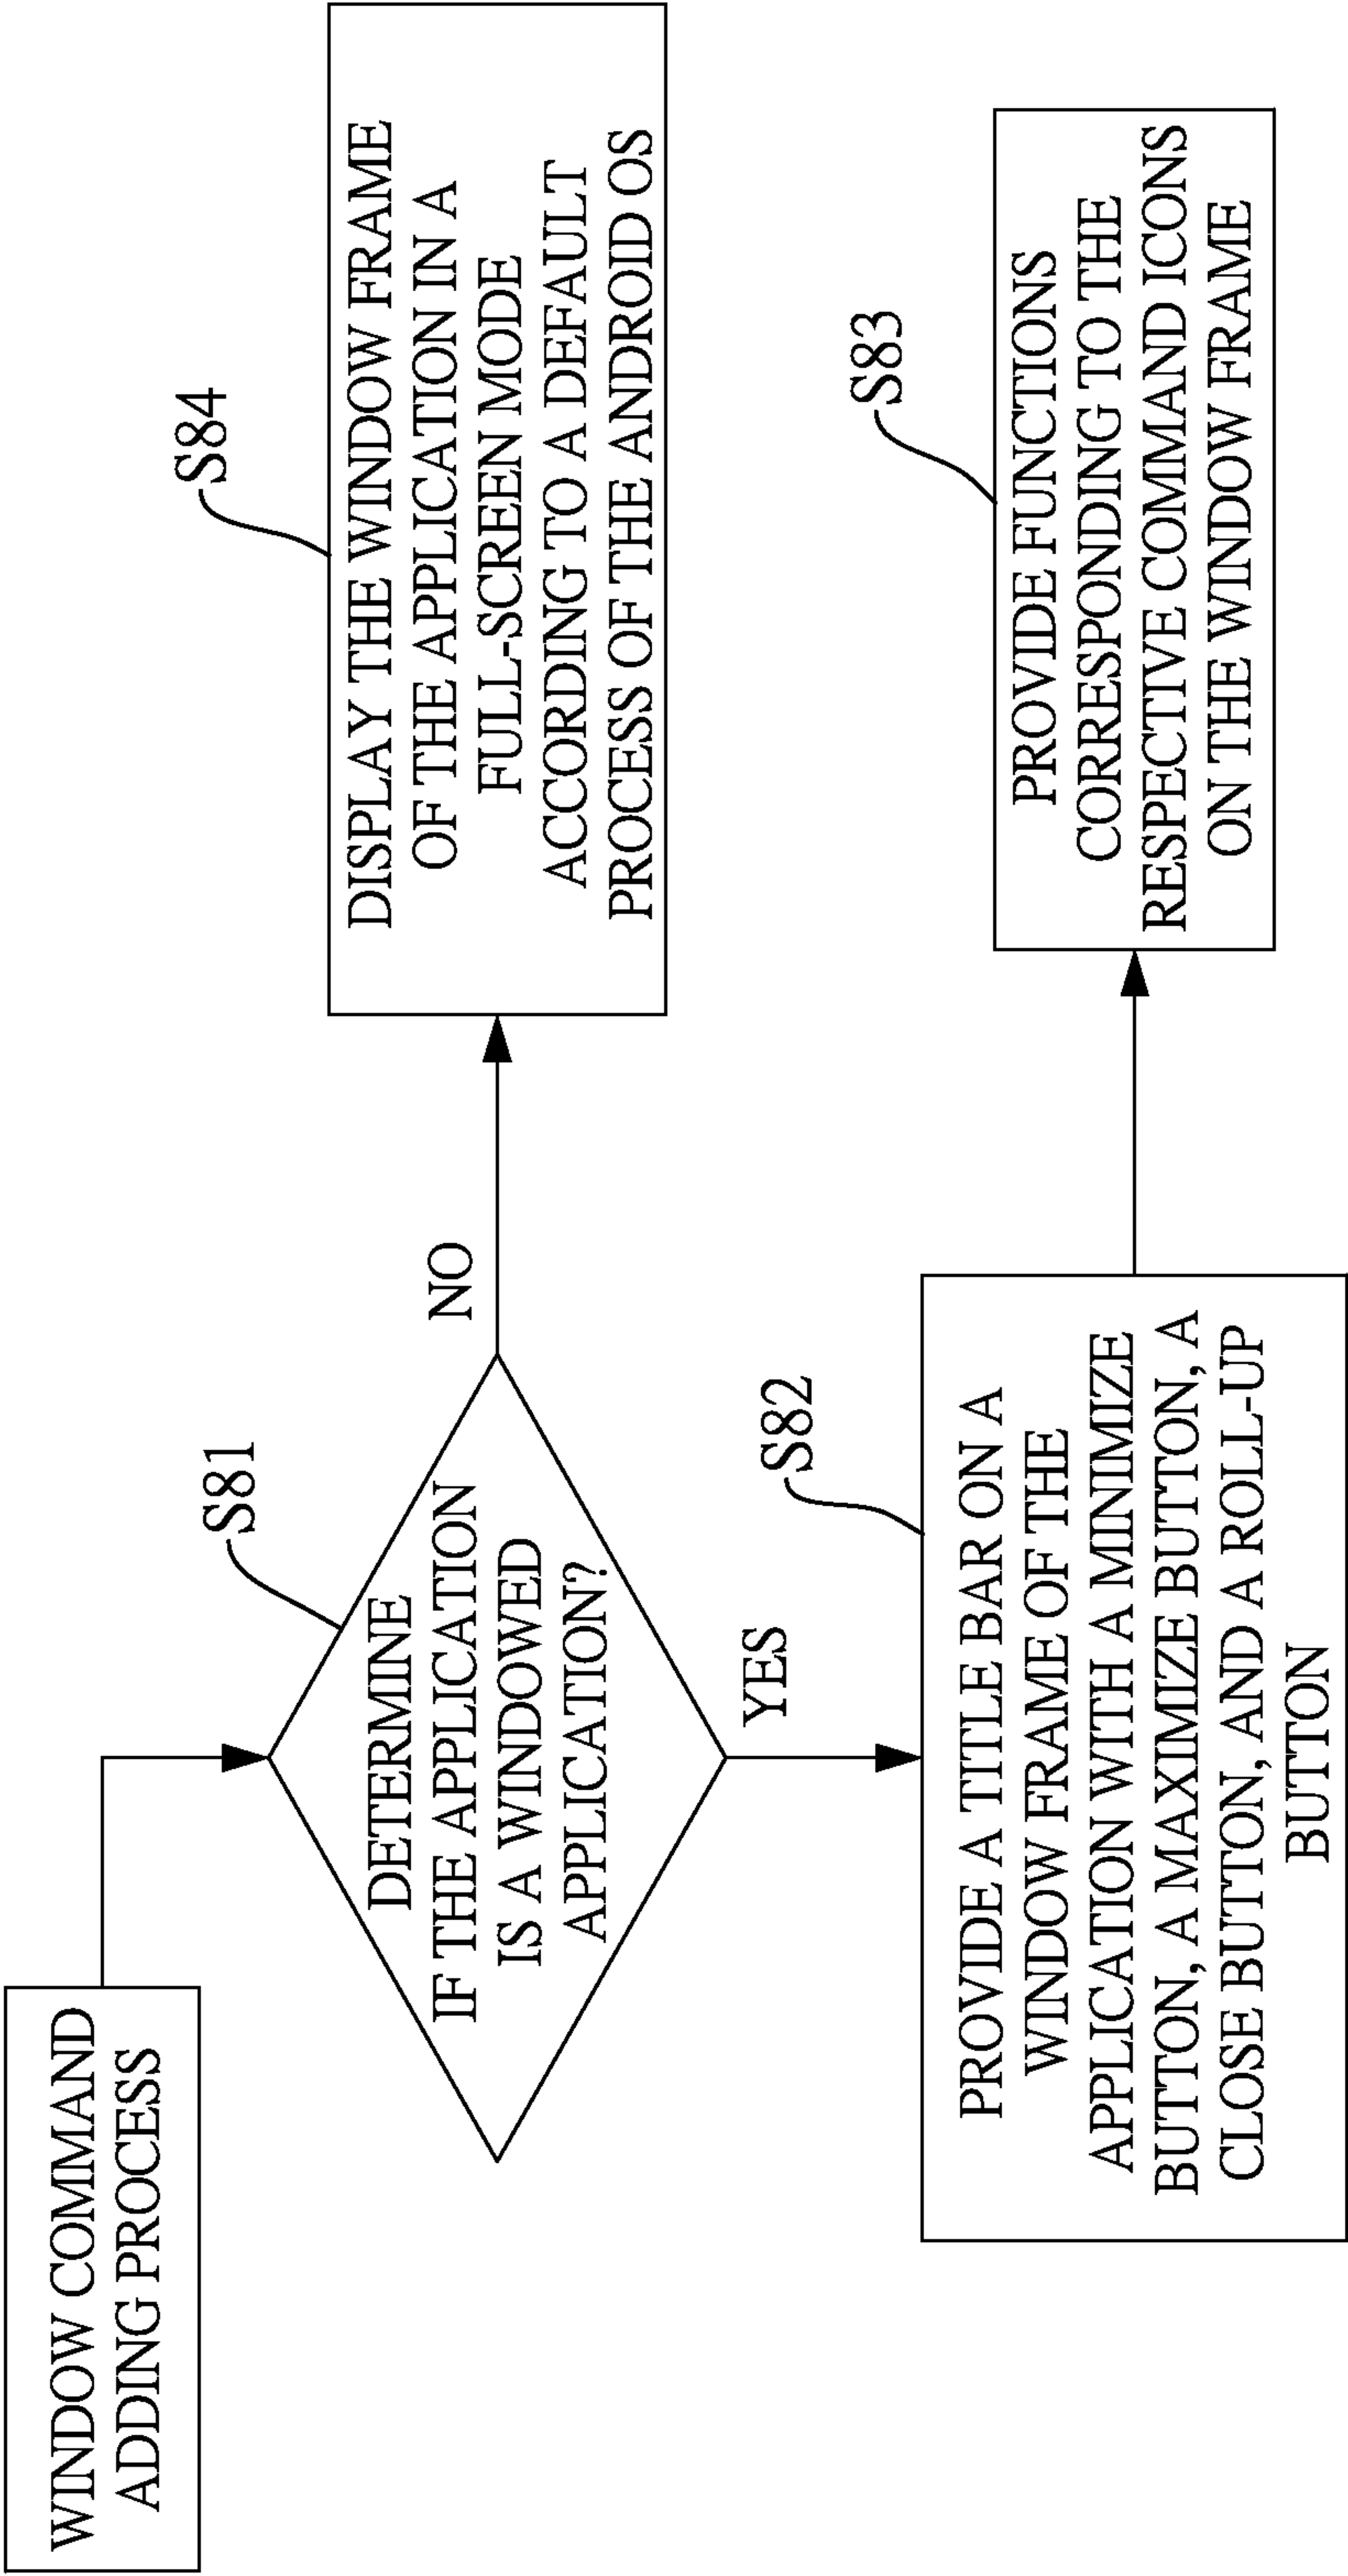 WINDOW COMMAND
ADDING PROCESS
S81
DETERMINE
IF THE APPLICATION
IS A WINDOWED
APPLICATION?
NO
S84
DISPLAY THE WINDOW FRAME
OF THE APPLICATION IN A
FULL-SCREEN MODE
ACCORDING TO A DEFAULT
PROCESS OF THE ANDROID OS
YES
S82
PROVIDE A TITLE BAR ON A
WINDOW FRAME OF THE
APPLICATION WITH A MINIMIZE
BUTTON, A MAXIMIZE BUTTON, A
CLOSE BUTTON, AND A ROLL-UP
BUTTON
S83
PROVIDE FUNCTIONS
CORRESPONDING TO THE
RESPECTIVE COMMAND ICONS
ON THE WINDOW FRAME